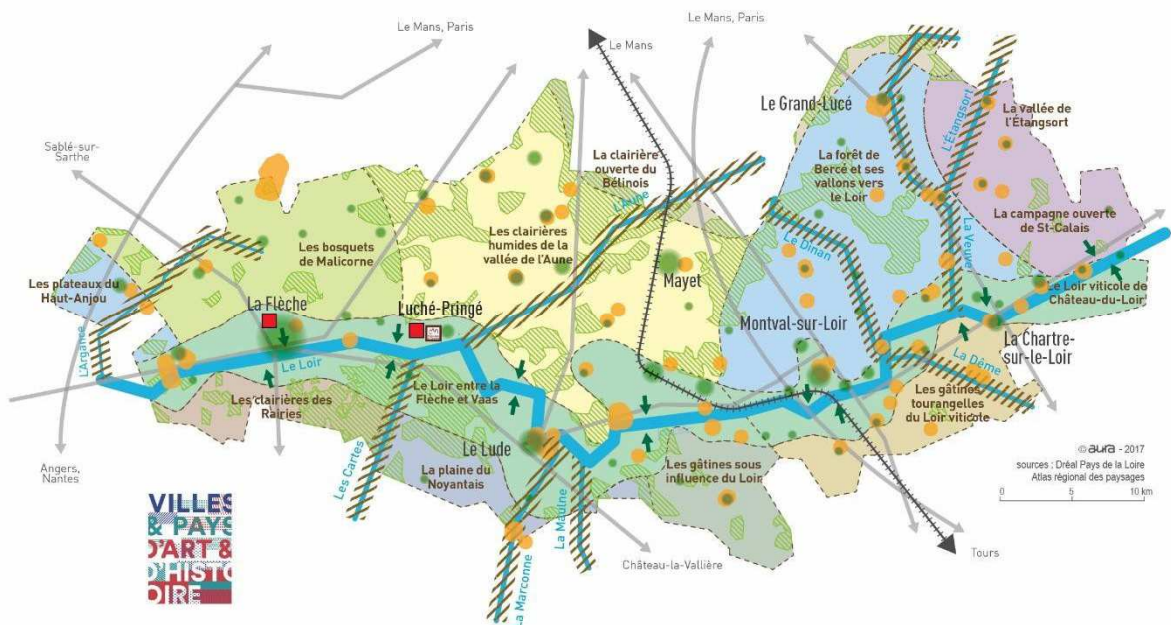 Le Mans, Paris
Le Mans
Le Mans, Paris
Sablé-sur-
Sarthe
Le Grand-Lucé
L'Étangsort
La vallée de
l'Étangsort
La clairière
ouverte du
Bélinois
L'Aune
La forêt de
Bercé et ses
vallons vers
le Loir
Les bosquets
de Malicorne
Les clairières
humides de la
vallée de l'Aune
La campagne ouverte
de St-Calais
Le Dinan
La Veuve
Mayet
Les plateaux du
Haut-Anjou
La Flèche
Luché-Pringé
Le Loir viticole de
Château-du-Loir
Montval-sur-Loir
L'Argance
Le Loir
La Chartre-
sur-le-Loir
La Dême
Le Loir entre la
Flèche et Vaas
Les clairières des
Rairies
Les gâtines
tourangelles
du Loir viticole
Le Lude
Les Cartes
La plaine du
Noyantais
Les gâtines sous
influence du Loir
Angers,
Nantes
La Maulne
La Marconne
Château-la-Vallière
Tours
© aura - 2017
sources : Dréal Pays de la Loire
Atlas régional des paysages
0 5 10 km
VILLES
& PAYS
D'ART &
D'HISTO
OIRE